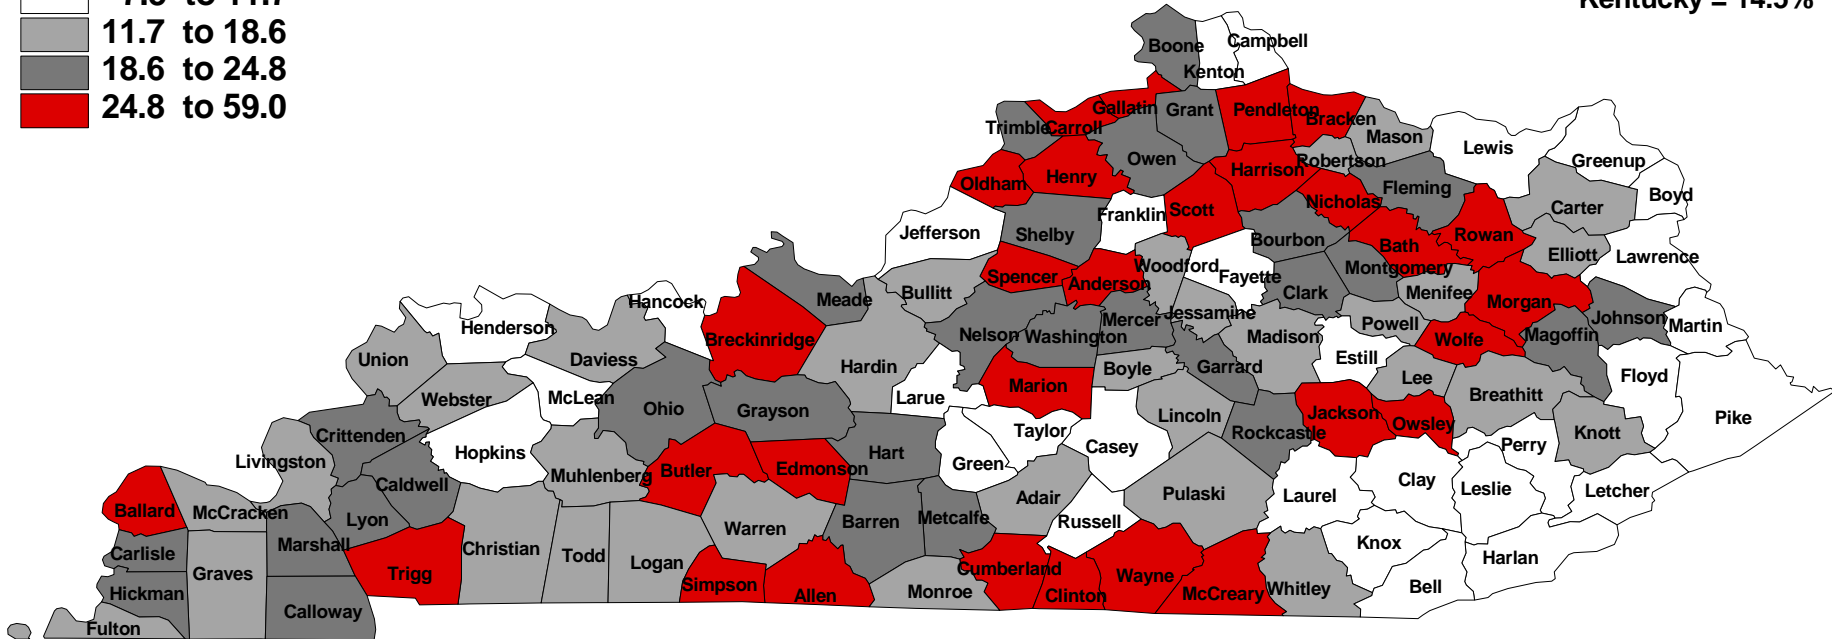 11.7 to 18.6
18.6 to 24.8
24.8 to 59.0
Boone
Campbell
Kenton
Gallatin
Grant
Pendleton
Bracken
Trimble
Carroll
Mason
Lewis
Owen
Robertson
Greenup
Oldham
Henry
Harrison
Fleming
Boyd
Franklin
Scott
Nicholas
Carter
Jefferson
Shelby
Bourbon
Bath
Rowan
Elliott
Lawrence
Spencer
Anderson
Woodford
Fayette
Montgomery
Bullitt
Clark
Menifee
Morgan
Hancock
Meade
Henderson
Nelson
Washington
Mercer
Jessamine
Madison
Powell
Johnson
Martin
Breckinridge
Wolfe
Magoffin
Union
Daviess
Hardin
Boyle
Garrard
Estill
Lee
Floyd
Webster
McLean
Larue
Marion
Breathitt
Ohio
Grayson
Lincoln
Jackson
Owsley
Pike
Crittenden
Taylor
Casey
Rockcastle
Perry
Knott
Livingston
Hopkins
Muhlenberg
Butler
Edmonson
Hart
Green
Caldwell
Adair
Pulaski
Laurel
Clay
Leslie
Letcher
Ballard
McCracken
Lyon
Warren
Barren
Metcalfe
Russell
Carlisle
Marshall
Christian
Todd
Logan
Knox
Harlan
Graves
Trigg
Simpson
Allen
Cumberland
Wayne
Hickman
Monroe
Clinton
McCreary
Whitley
Bell
Calloway
Fulton